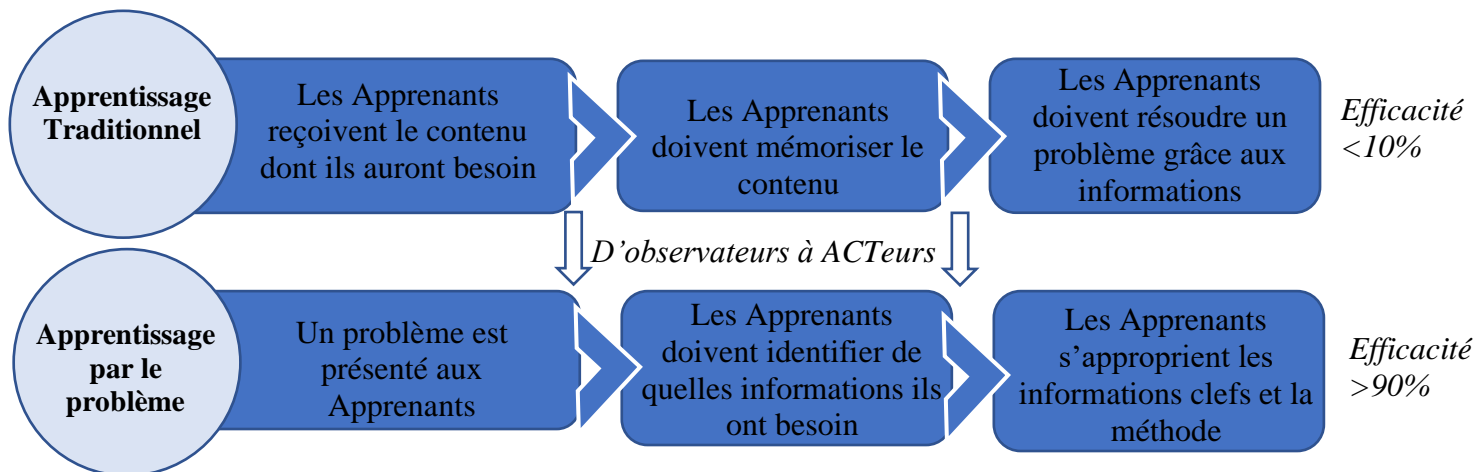 Apprentissage
Traditionnel
Les Apprenants
reçoivent le contenu
dont ils auront besoin
Les Apprenants
doivent mémoriser le
contenu
Les Apprenants
doivent résoudre un
problème grâce aux
informations
Efficacité
<10%
D’observateurs à ACTeurs
Apprentissage
par le
problème
Un problème est
présenté aux
Apprenants
Les Apprenants
doivent identifier de
quelles informations ils
ont besoin
Les Apprenants
s’approprient les
informations clefs et la
méthode
Efficacité
>90%